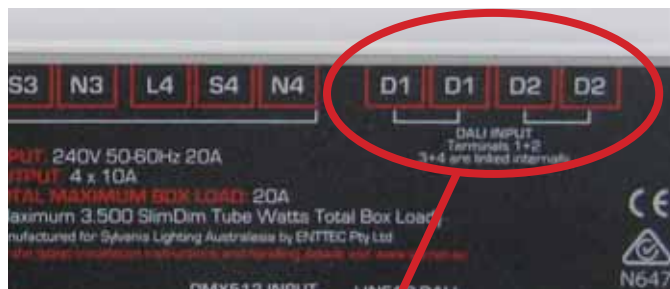 S3 N3 L4 S4 N4 D1 D1 D2 D2
DALI INPUT
Terminals 1+2
3+4 are linked internally
PUT: 240V 50-60Hz 20A
TPUT: 4 x 10A
TAL MAXIMUM BOX LOAD: 20A
aximum 3.500 SlimDim Tube Watts Total Box Load
nufactured for Sylvania Lighting Australasia by ENTTEC Pty Ltd
CE
N647
DMX512 INPUT